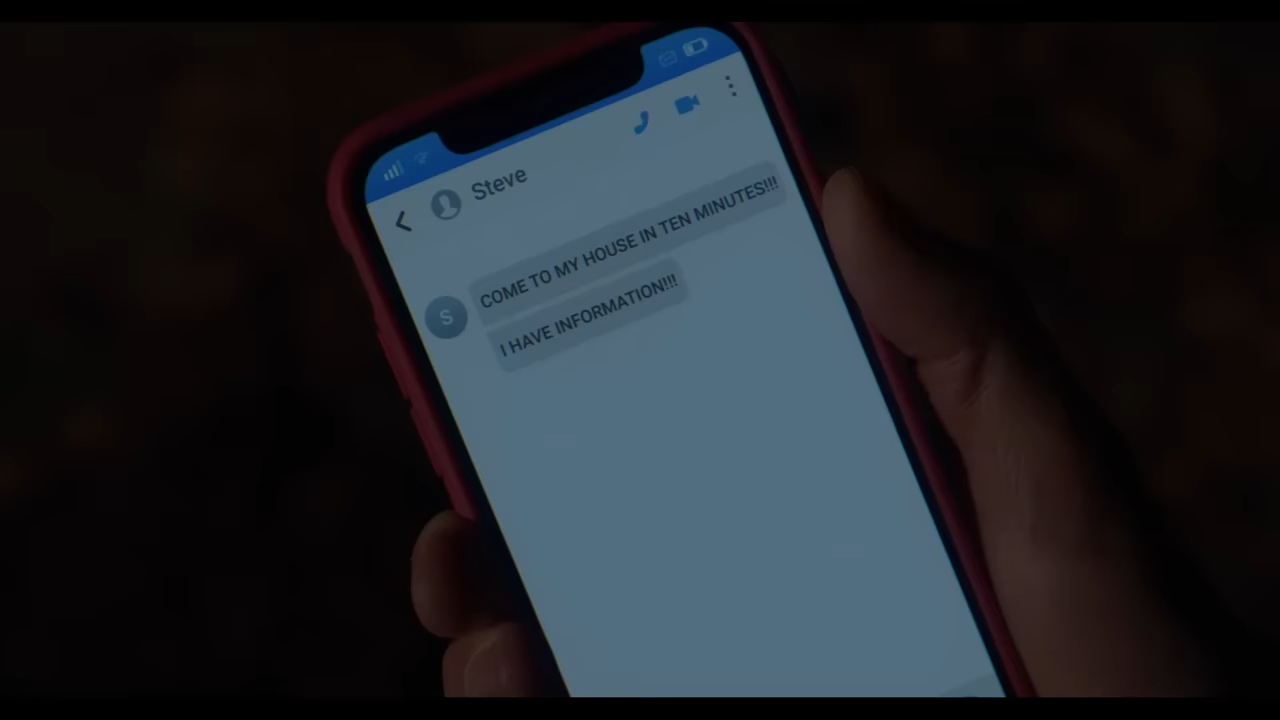 Steve
COME TO MY HOUSE IN TEN MINUTES!!!
S
I HAVE INFORMATION!!!